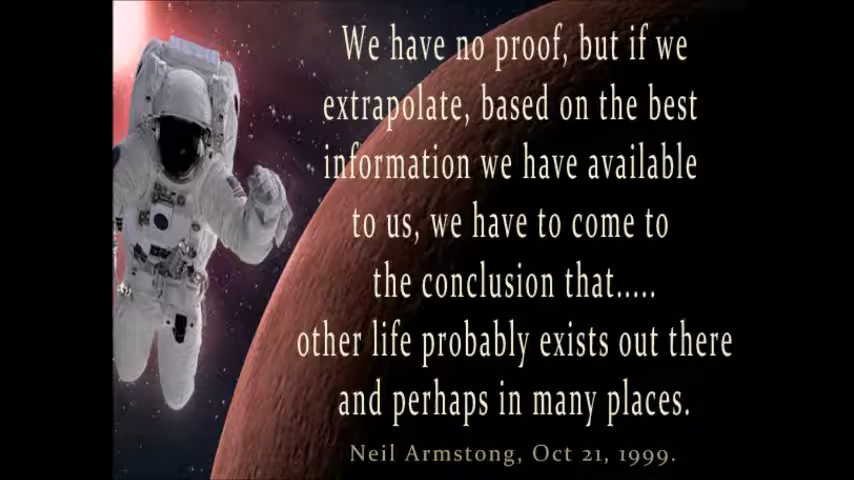 We have no proof, but if we
extrapolate, based on the best
information we have available
to us, we have to come to
the conclusion that.....
other life probably exists out there
and perhaps in many places.
Neil Armstong, Oct 21, 1999.